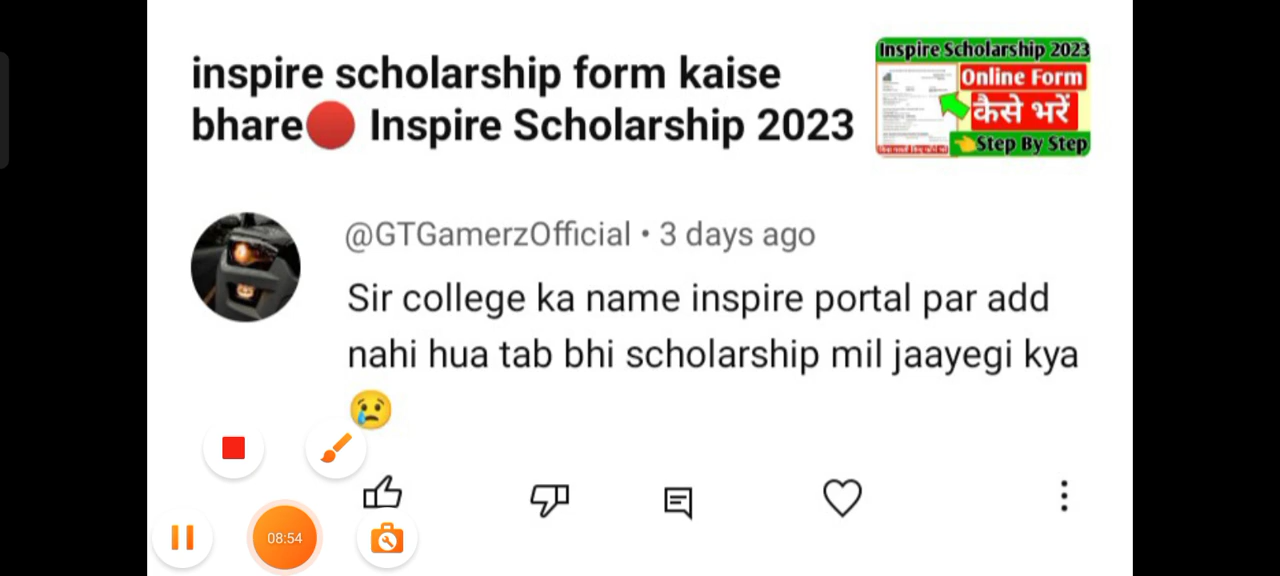 inspire scholarship form kaise
bhare🔴 Inspire Scholarship 2023
Inspire Scholarship 2023
Online Form
कैसे भरें
👈Step By Step
@GTGamerzOfficial • 3 days ago
Sir college ka name inspire portal par add
nahi hua tab bhi scholarship mil jaayegi kya
😢
08:54